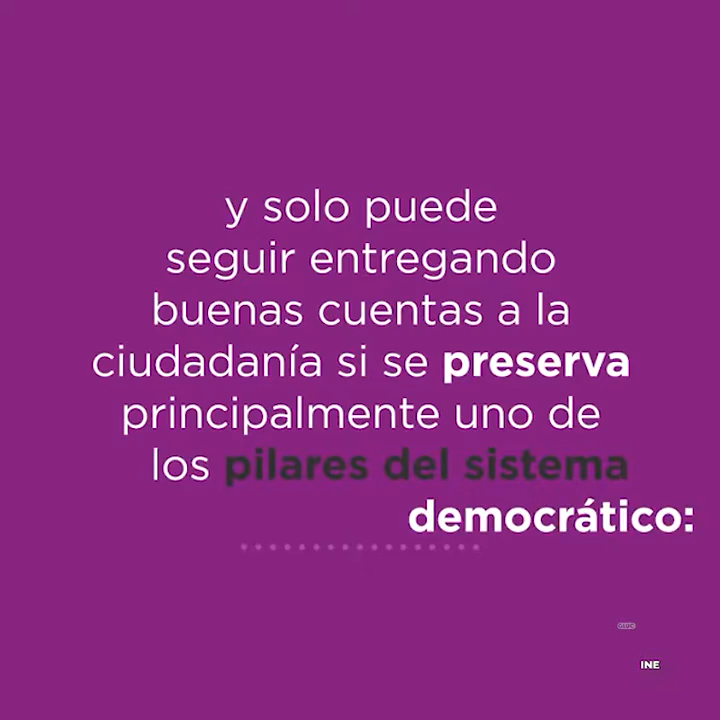 y solo puede
seguir entregando
buenas cuentas a la
ciudadanía si se preserva
principalmente uno de
los pilares del sistema
democrático:
INE